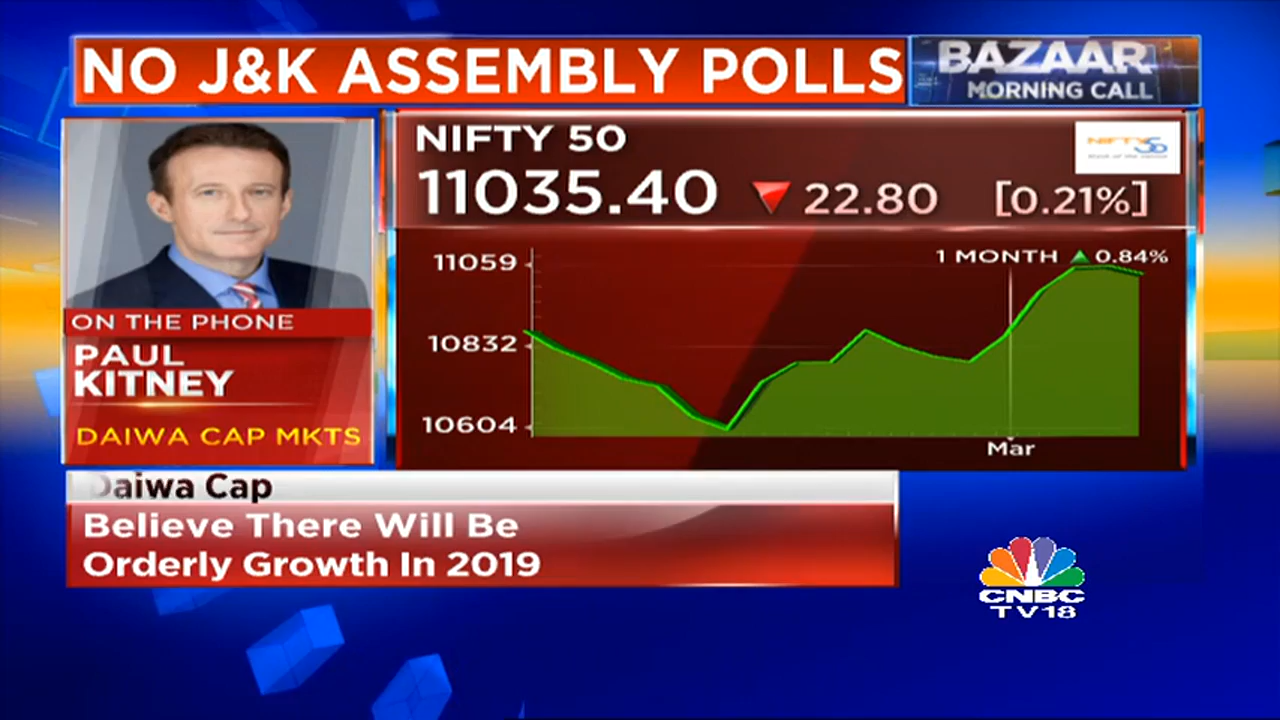 NO J&K ASSEMBLY POLLS
BAZAAR
MORNING CALL
NIFTY 50
11035.40 ▼ 22.80 [0.21%]
NIFTY 50
1 MONTH ▲ 0.84%
11059
10832
10604
Mar
ON THE PHONE
PAUL
KITNEY
DAIWA CAP MKTS
Daiwa Cap
Believe There Will Be
Orderly Growth In 2019
CNBC
TV18